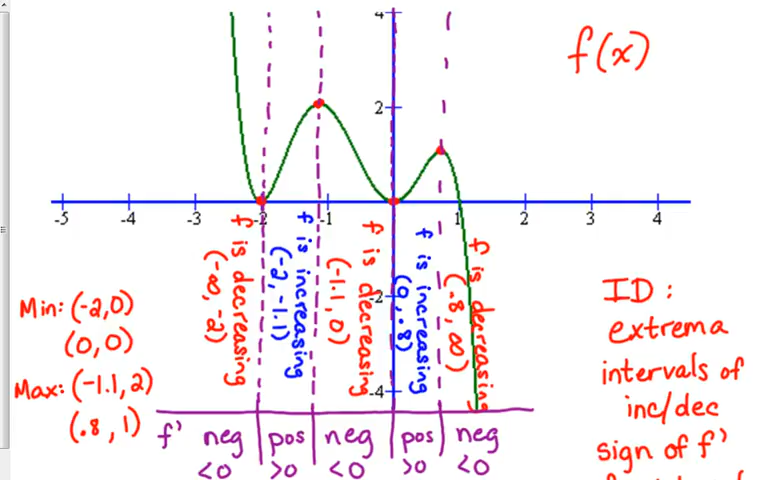 f(x)
4
2
-5 -4 -3 -2 -1 0 1 2 3 4
-2
-4
f is decreasing
(-∞, -2)
f is increasing
(-2, -1.1)
f is decreasing
(-1.1, 0)
f is increasing
(0, .8)
f is decreasing
(.8, ∞)
Min: (-2,0)
(0,0)
Max: (-1.1, 2)
(.8, 1)
f' neg pos neg pos neg
<0 >0 <0 >0 <0
ID:
extrema
intervals of
inc/dec
sign of f'